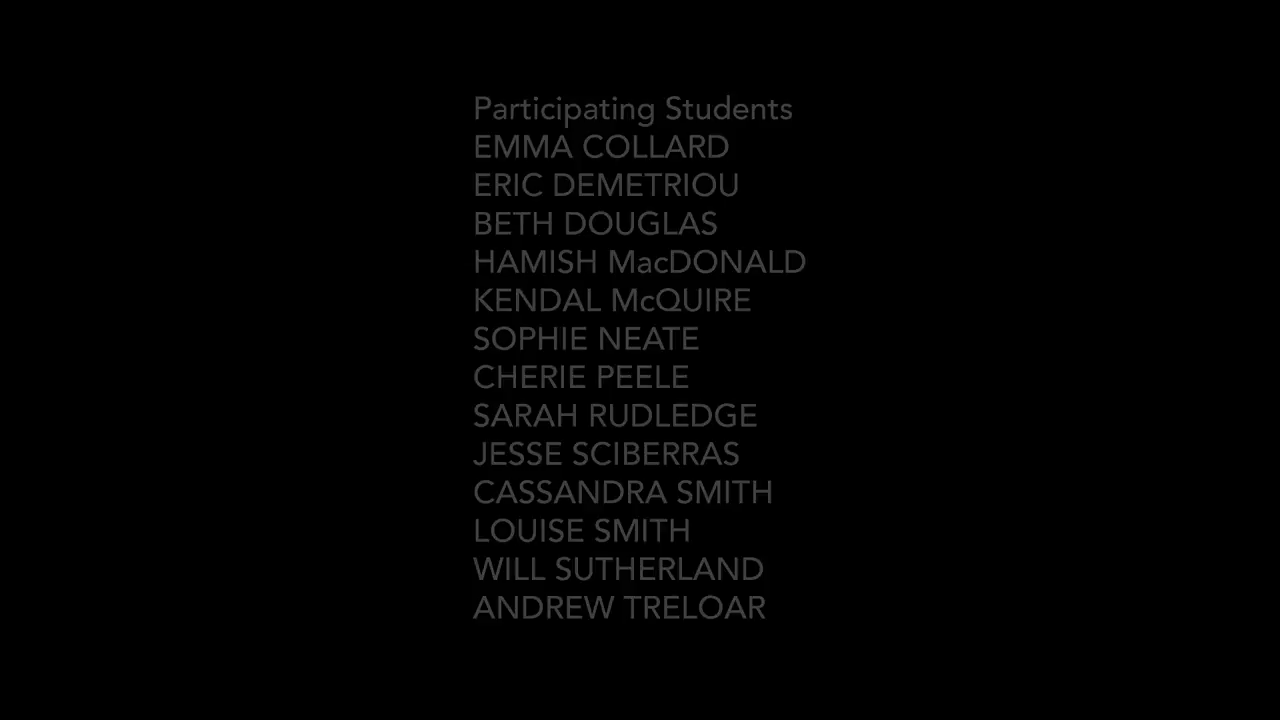 Participating Students
EMMA COLLARD
ERIC DEMETRIOU
BETH DOUGLAS
HAMISH MacDONALD
KENDAL McQUIRE
SOPHIE NEATE
CHERIE PEELE
SARAH RUDLEDGE
JESSE SCIBERRAS
CASSANDRA SMITH
LOUISE SMITH
WILL SUTHERLAND
ANDREW TRELOAR